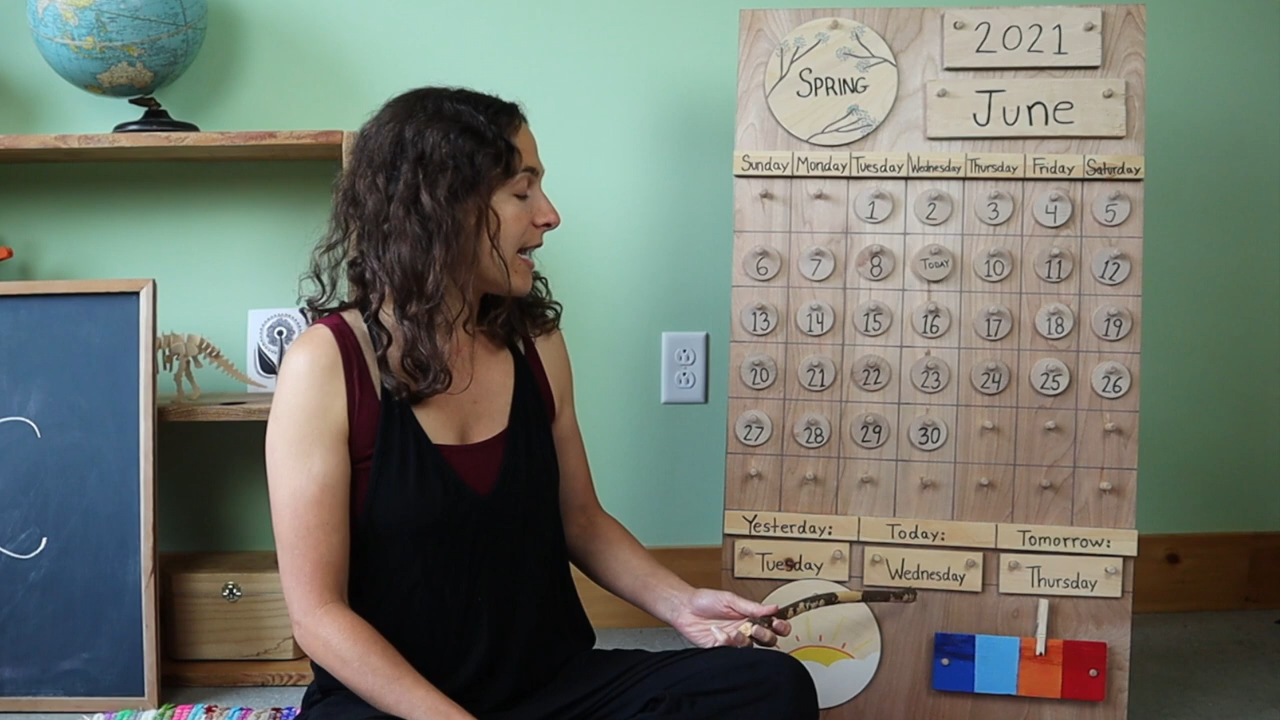 SPRING
2021
June
Sunday Monday Tuesday Wednesday Thursday Friday Saturday
1 2 3 4 5
6 7 8 TODAY 10 11 12
13 14 15 16 17 18 19
20 21 22 23 24 25 26
27 28 29 30
Yesterday: Today: Tomorrow:
Tuesday Wednesday Thursday